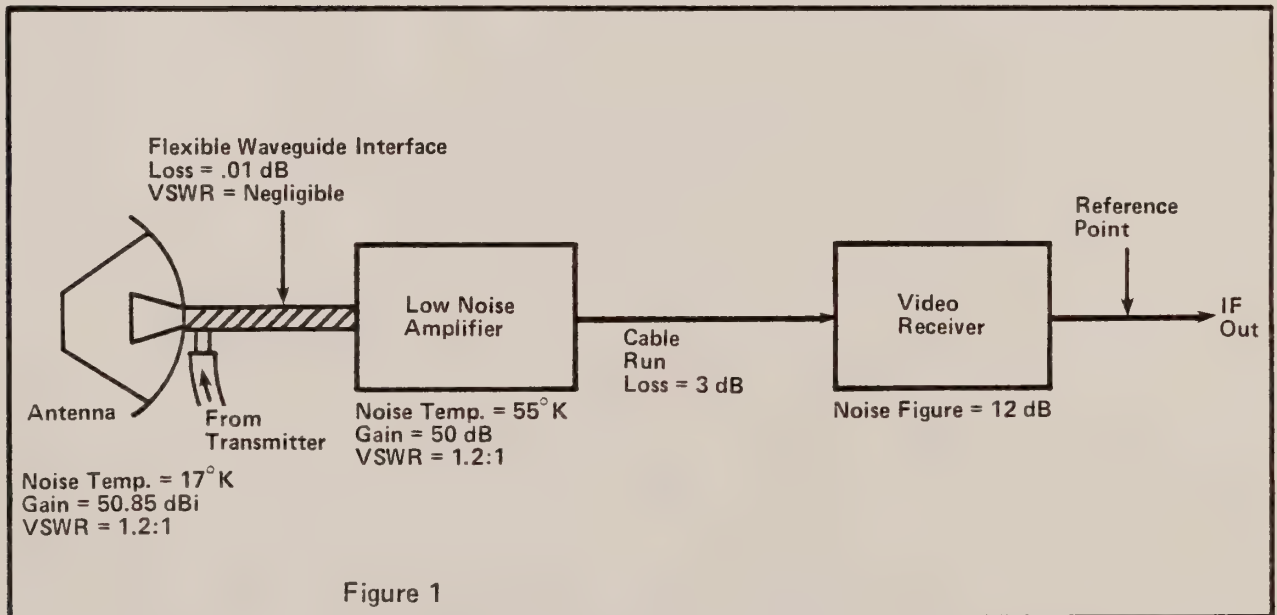 Flexible Waveguide Interface
Loss = .01 dB
VSWR = Negligible
Reference
Point
Low Noise
Amplifier
Video
Receiver
IF
Out
Cable
Run
Loss = 3 dB
Antenna
From
Transmitter
Noise Temp. = 55°K
Gain = 50 dB
VSWR = 1.2:1
Noise Figure = 12 dB
Noise Temp. = 17°K
Gain = 50.85 dBi
VSWR = 1.2:1
Figure 1